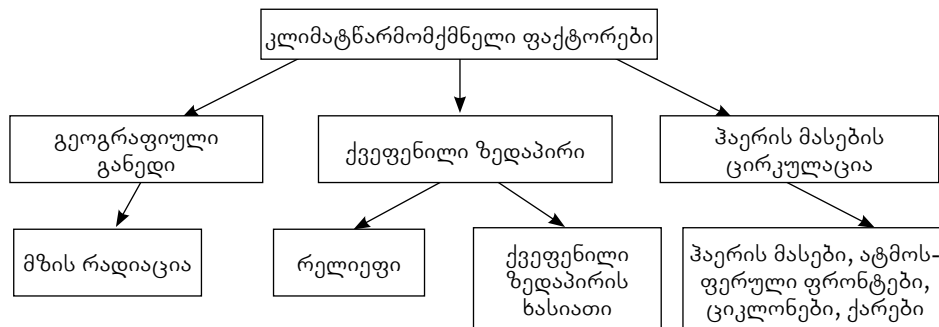 კლიმატწარმომქმნელი ფაქტორები
გეოგრაფიული
განედი
ქვეფენილი ზედაპირი
ჰაერის მასების
ცირკულაცია
მზის რადიაცია
რელიეფი
ქვეფენილი
ზედაპირის
ხასიათი
ჰაერის მასები, ატმოს-
ფერული ფრონტები,
ციკლონები, ქარები